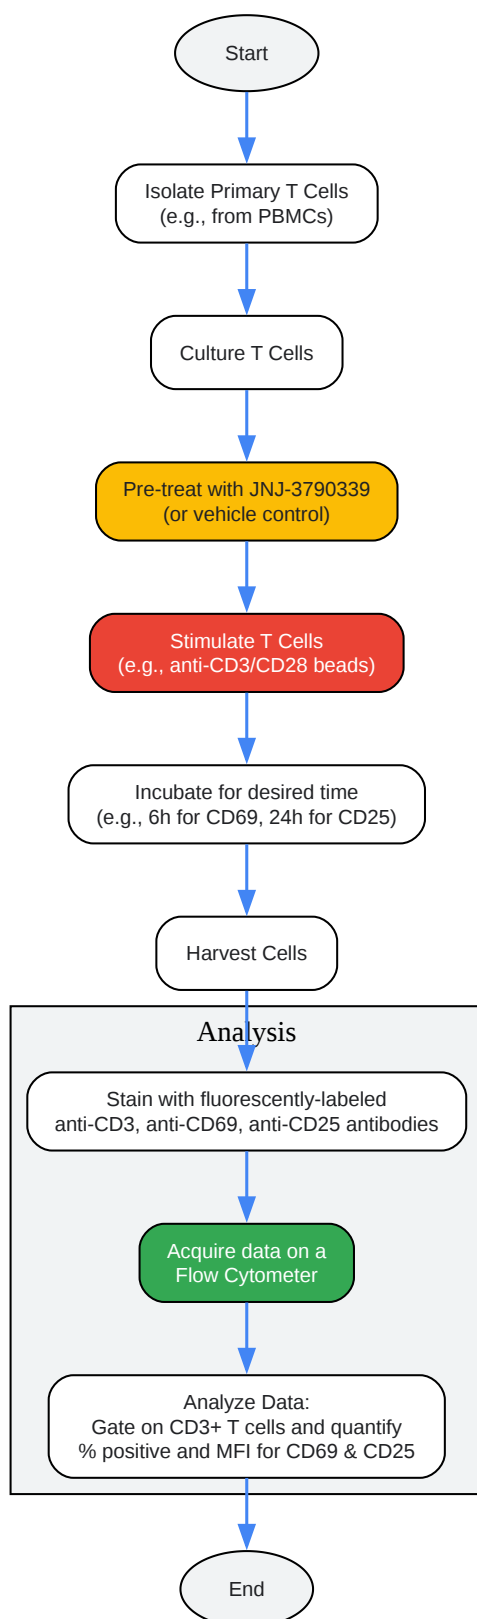 Start
Isolate Primary T Cells
(e.g., from PBMCs)
Culture T Cells
Pre-treat with JNJ-3790339
(or vehicle control)
Stimulate T Cells
(e.g., anti-CD3/CD28 beads)
Incubate for desired time
(e.g., 6h for CD69, 24h for CD25)
Harvest Cells
Analysis
Stain with fluorescently-labeled
anti-CD3, anti-CD69, anti-CD25 antibodies
Acquire data on a
Flow Cytometer
Analyze Data:
Gate on CD3+ T cells and quantify
% positive and MFI for CD69 & CD25
End